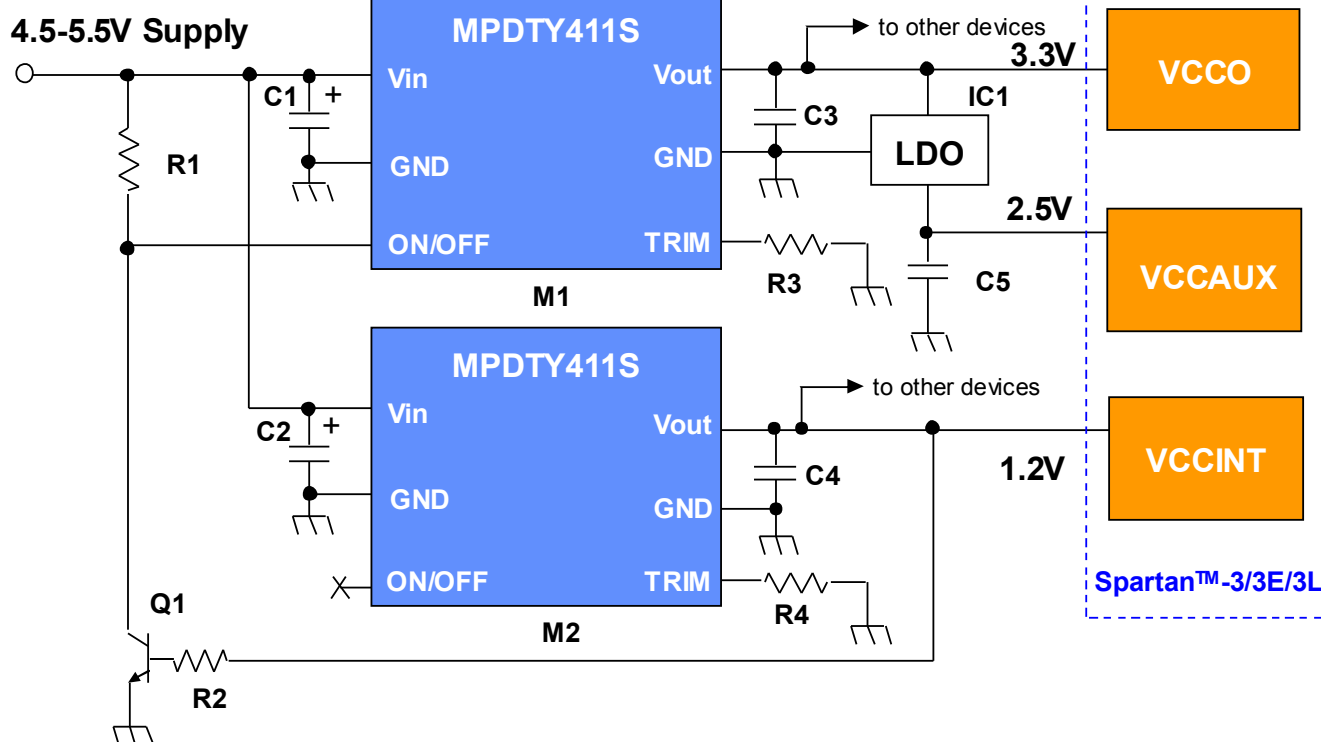 4.5-5.5V Supply
MPDTY411S
to other devices
3.3V
VCCO
Vin
Vout
C1
+
C3
IC1
LDO
R1
GND
GND
2.5V
ON/OFF
TRIM
R3
C5
VCCAUX
M1
MPDTY411S
to other devices
Vin
Vout
C2
+
C4
1.2V
VCCINT
GND
GND
ON/OFF
TRIM
R4
Spartan™-3/3E/3L
Q1
M2
R2